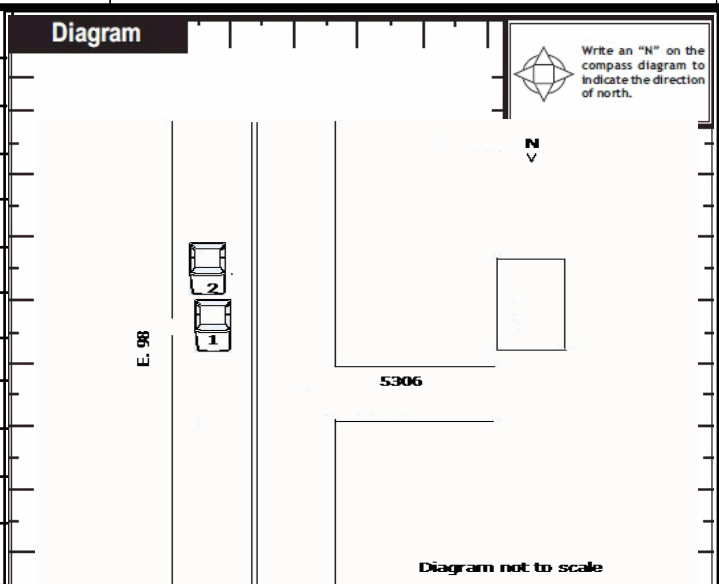 Diagram
Write an “N” on the
compass diagram to
indicate the direction
of north.
N
2
1
E. 98
5306
Diagram not to scale